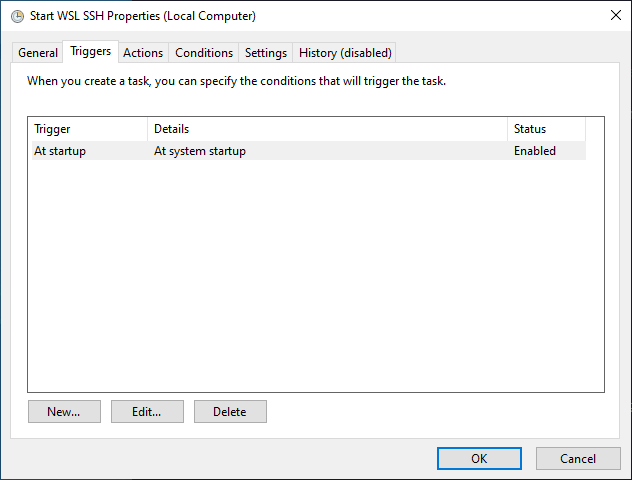 Start WSL SSH Properties (Local Computer)
General Triggers Actions Conditions Settings History (disabled)
When you create a task, you can specify the conditions that will trigger the task.
Trigger Details Status
At startup At system startup Enabled
New... Edit... Delete
OK Cancel